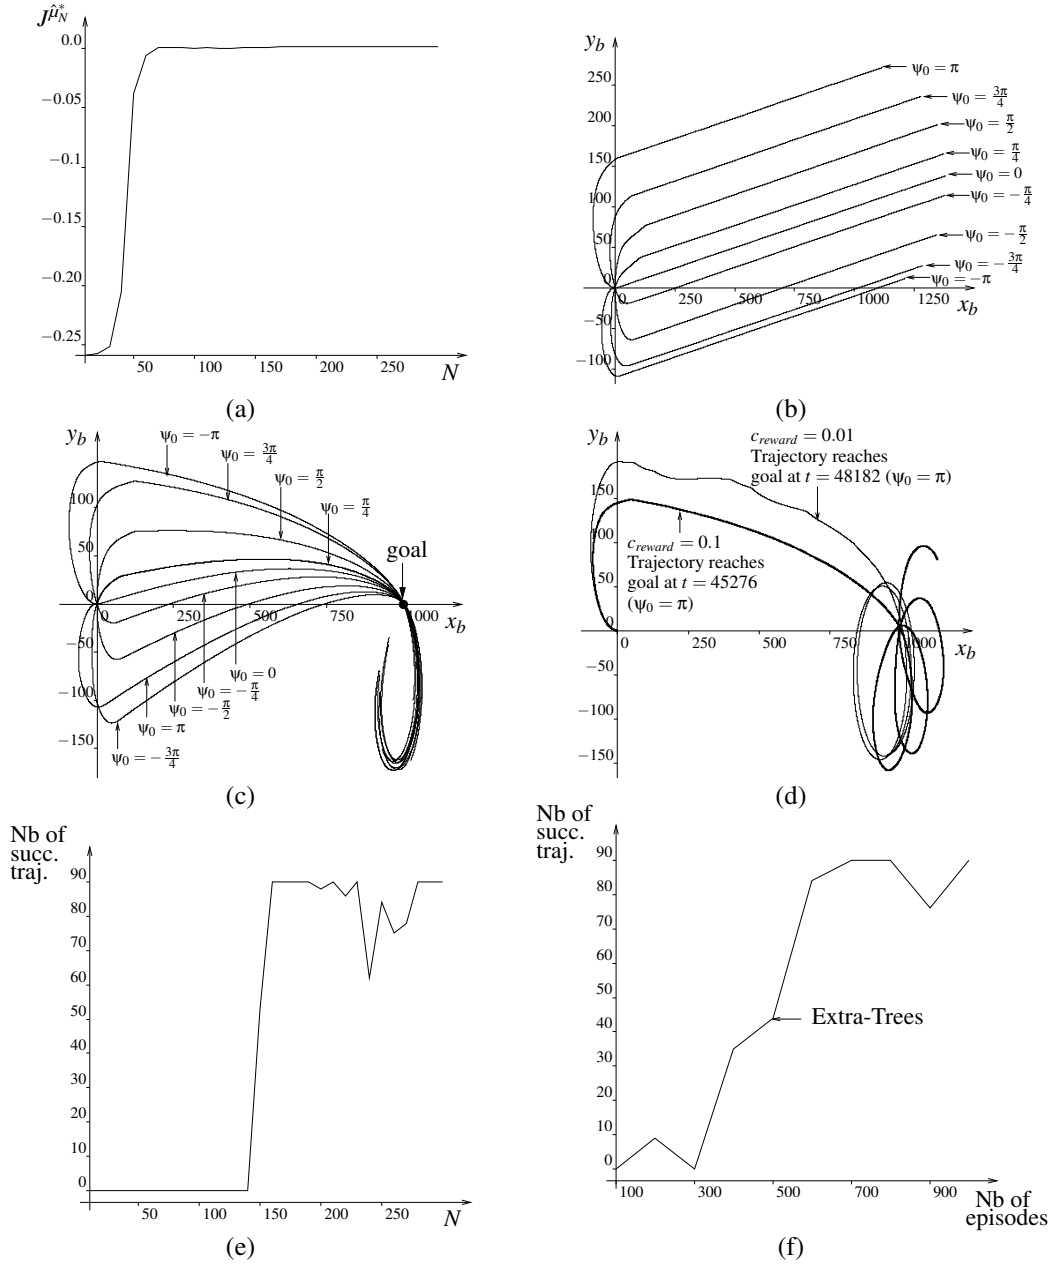 J^{μ̂*_N}
0.0
−0.05
−0.1
−0.15
−0.20
−0.25
50 100 150 200 250
N
(a)
y_b
250
200
150
100
50
0
−50
−100
0. 250 500 750 1000 1250
x_b
ψ0 = π
ψ0 = 3π/4
ψ0 = π/2
ψ0 = π/4
ψ0 = 0
ψ0 = −π/4
ψ0 = −π/2
ψ0 = −3π/4
ψ0 = −π
(b)
y_b
100
50
0
−50
−100
−150
0. 250 500 750 1000
x_b
ψ0 = −π
ψ0 = 3π/4
ψ0 = π/2
ψ0 = π/4
goal
ψ0 = 0
ψ0 = −π/4
ψ0 = −π/2
ψ0 = π
ψ0 = −3π/4
(c)
y_b
150
100
50
0
−50
−100
−150
0. 250 500 750 1000
x_b
c_reward = 0.01
Trajectory reaches
goal at t = 48182 (ψ0 = π)
c_reward = 0.1
Trajectory reaches
goal at t = 45276
(ψ0 = π)
(d)
Nb of
succ.
traj.
90
80
70
60
50
40
30
20
10
0
50 100 150 200 250
N
(e)
Nb of
succ.
traj.
90
80
70
60
50
40
30
20
10
0
100 300 500 700 900
Nb of
episodes
Extra-Trees
(f)